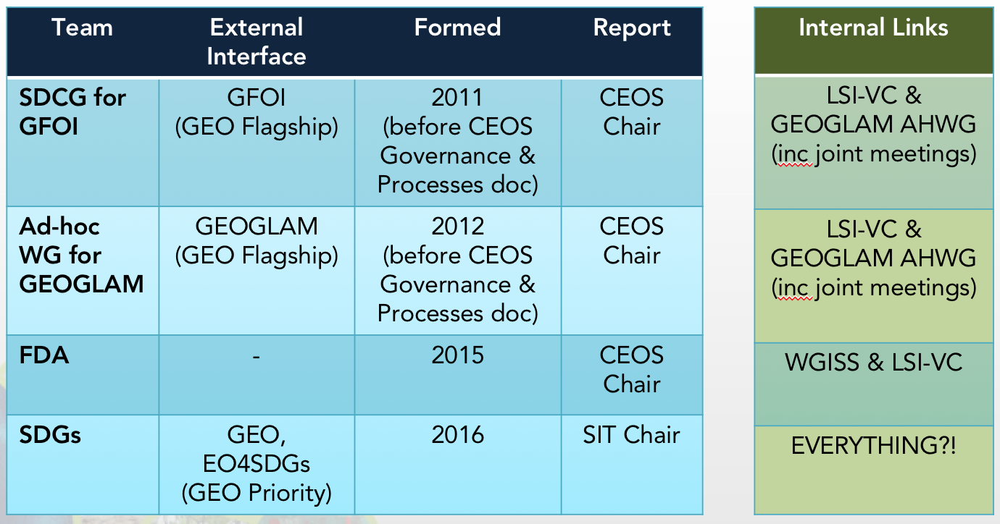 Team
External
Interface
Formed
Report
Internal Links
SDCG for
GFOI
GFOI
(GEO Flagship)
2011
(before CEOS
Governance &
Processes doc)
CEOS
Chair
LSI-VC &
GEOGLAM AHWG
(inc joint meetings)
Ad-hoc
WG for
GEOGLAM
GEOGLAM
(GEO Flagship)
2012
(before CEOS
Governance &
Processes doc)
CEOS
Chair
LSI-VC &
GEOGLAM AHWG
(inc joint meetings)
FDA
-
2015
CEOS
Chair
WGISS & LSI-VC
SDGs
GEO,
EO4SDGs
(GEO Priority)
2016
SIT Chair
EVERYTHING?!